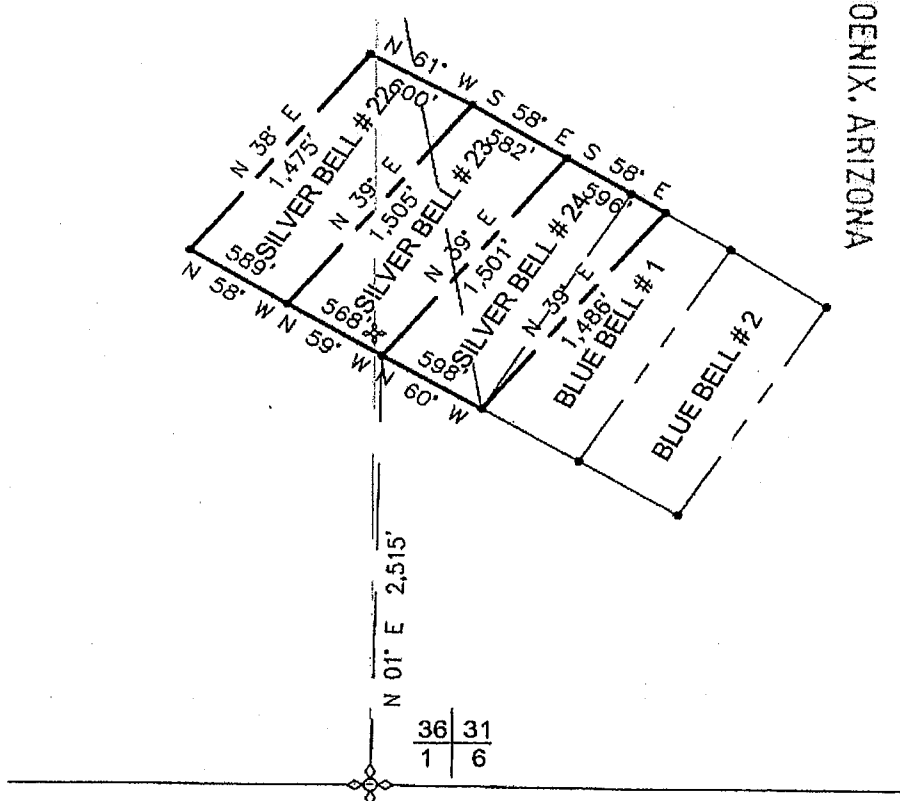 OENIX, ARIZONA
N 61° W
600'
S 58° E
582'
S 58° E
596'
N 38° E
1,475'
SILVER BELL # 22
N 39° E
1,505'
SILVER BELL # 23
N 39° E
1,501'
SILVER BELL # 24
N 39° E
1,486'
BLUE BELL # 1
BLUE BELL # 2
589'
N 58° W
568'
N 59° W
598'
N 60° W
N 01° E 2,515'
36 31
1 6